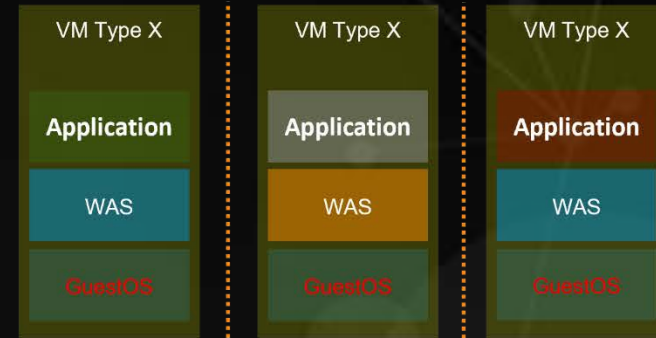 VM Type X
Application
WAS
GuestOS
VM Type X
Application
WAS
GuestOS
VM Type X
Application
WAS
GuestOS